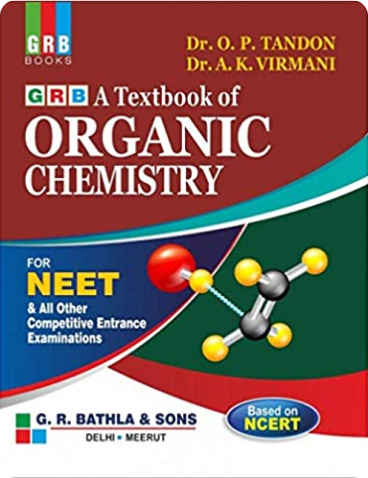 GRB
BOOKS
Dr. O. P. TANDON
Dr. A. K. VIRMANI
GRB A Textbook of
ORGANIC
CHEMISTRY
FOR
NEET
& All Other
Competitive Entrance
Examinations
G. R. BATHLA & SONS
DELHI • MEERUT
Based on
NCERT